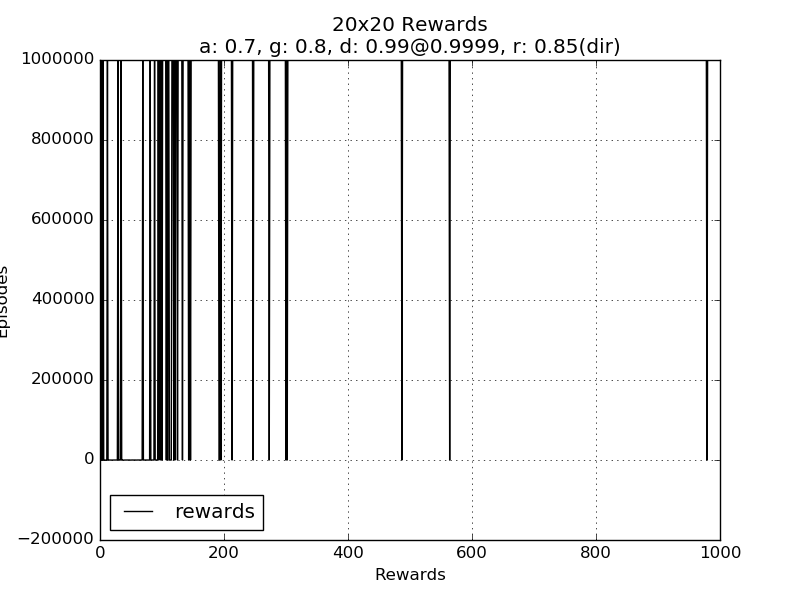 20x20 Rewards
a: 0.7, g: 0.8, d: 0.99@0.9999, r: 0.85(dir)
1000000
800000
600000
400000
200000
0
−200000
Episodes
rewards
0 200 400 600 800 1000
Rewards